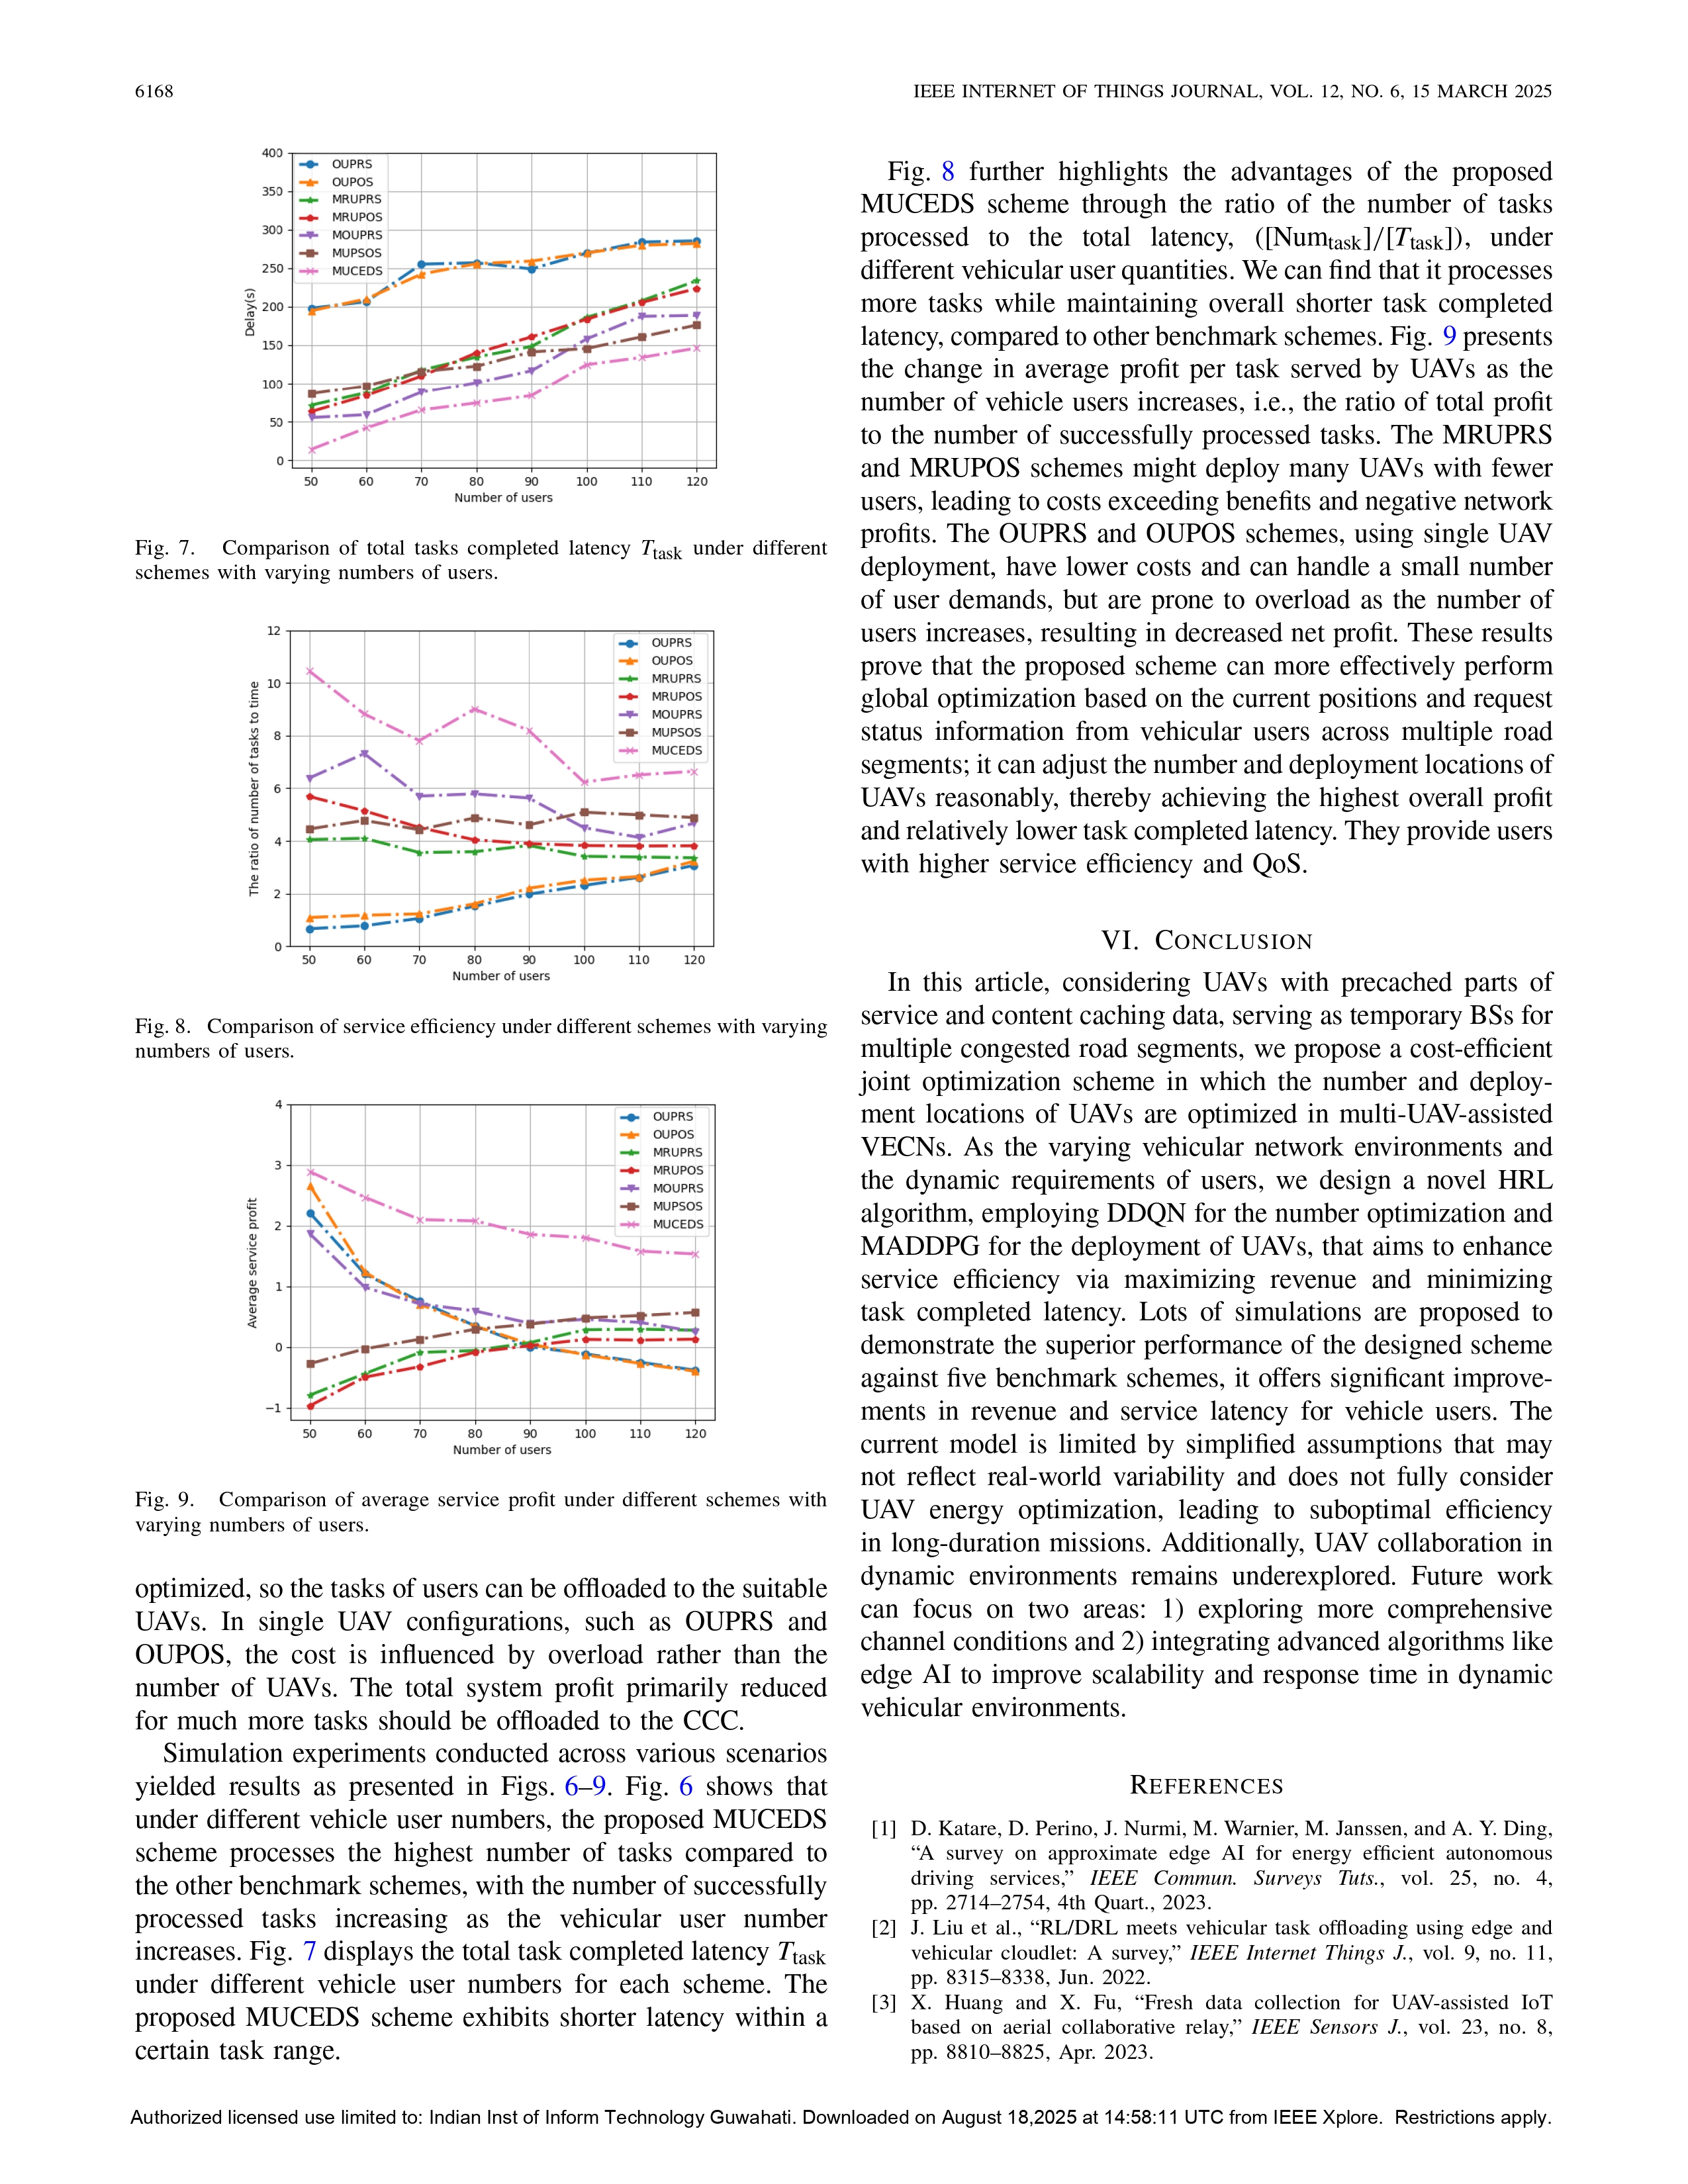 6168
IEEE INTERNET OF THINGS JOURNAL, VOL. 12, NO. 6, 15 MARCH 2025
400
350
300
250
200
150
100
50
0
Delay(s)
OUPRS
OUPOS
MRUPRS
MRUPOS
MOUPRS
MUPSOS
MUCEDS
50 60 70 80 90 100 110 120
Number of users
Fig. 7. Comparison of total tasks completed latency Ttask under different
schemes with varying numbers of users.
12
10
8
6
4
2
0
The ratio of number of tasks to time
OUPRS
OUPOS
MRUPRS
MRUPOS
MOUPRS
MUPSOS
MUCEDS
50 60 70 80 90 100 110 120
Number of users
Fig. 8. Comparison of service efficiency under different schemes with varying
numbers of users.
4
3
2
1
0
−1
Average service profit
OUPRS
OUPOS
MRUPRS
MRUPOS
MOUPRS
MUPSOS
MUCEDS
50 60 70 80 90 100 110 120
Number of users
Fig. 9. Comparison of average service profit under different schemes with
varying numbers of users.
optimized, so the tasks of users can be offloaded to the suitable
UAVs. In single UAV configurations, such as OUPRS and
OUPOS, the cost is influenced by overload rather than the
number of UAVs. The total system profit primarily reduced
for much more tasks should be offloaded to the CCC.
Simulation experiments conducted across various scenarios
yielded results as presented in Figs. 6–9. Fig. 6 shows that
under different vehicle user numbers, the proposed MUCEDS
scheme processes the highest number of tasks compared to
the other benchmark schemes, with the number of successfully
processed tasks increasing as the vehicular user number
increases. Fig. 7 displays the total task completed latency Ttask
under different vehicle user numbers for each scheme. The
proposed MUCEDS scheme exhibits shorter latency within a
certain task range.
Fig. 8 further highlights the advantages of the proposed
MUCEDS scheme through the ratio of the number of tasks
processed to the total latency, ([Numtask]/[Ttask]), under
different vehicular user quantities. We can find that it processes
more tasks while maintaining overall shorter task completed
latency, compared to other benchmark schemes. Fig. 9 presents
the change in average profit per task served by UAVs as the
number of vehicle users increases, i.e., the ratio of total profit
to the number of successfully processed tasks. The MRUPRS
and MRUPOS schemes might deploy many UAVs with fewer
users, leading to costs exceeding benefits and negative network
profits. The OUPRS and OUPOS schemes, using single UAV
deployment, have lower costs and can handle a small number
of user demands, but are prone to overload as the number of
users increases, resulting in decreased net profit. These results
prove that the proposed scheme can more effectively perform
global optimization based on the current positions and request
status information from vehicular users across multiple road
segments; it can adjust the number and deployment locations of
UAVs reasonably, thereby achieving the highest overall profit
and relatively lower task completed latency. They provide users
with higher service efficiency and QoS.
VI. CONCLUSION
In this article, considering UAVs with precached parts of
service and content caching data, serving as temporary BSs for
multiple congested road segments, we propose a cost-efficient
joint optimization scheme in which the number and deploy-
ment locations of UAVs are optimized in multi-UAV-assisted
VECNs. As the varying vehicular network environments and
the dynamic requirements of users, we design a novel HRL
algorithm, employing DDQN for the number optimization and
MADDPG for the deployment of UAVs, that aims to enhance
service efficiency via maximizing revenue and minimizing
task completed latency. Lots of simulations are proposed to
demonstrate the superior performance of the designed scheme
against five benchmark schemes, it offers significant improve-
ments in revenue and service latency for vehicle users. The
current model is limited by simplified assumptions that may
not reflect real-world variability and does not fully consider
UAV energy optimization, leading to suboptimal efficiency
in long-duration missions. Additionally, UAV collaboration in
dynamic environments remains underexplored. Future work
can focus on two areas: 1) exploring more comprehensive
channel conditions and 2) integrating advanced algorithms like
edge AI to improve scalability and response time in dynamic
vehicular environments.
REFERENCES
[1] D. Katare, D. Perino, J. Nurmi, M. Warnier, M. Janssen, and A. Y. Ding,
“A survey on approximate edge AI for energy efficient autonomous
driving services,” IEEE Commun. Surveys Tuts., vol. 25, no. 4,
pp. 2714–2754, 4th Quart., 2023.
[2] J. Liu et al., “RL/DRL meets vehicular task offloading using edge and
vehicular cloudlet: A survey,” IEEE Internet Things J., vol. 9, no. 11,
pp. 8315–8338, Jun. 2022.
[3] X. Huang and X. Fu, “Fresh data collection for UAV-assisted IoT
based on aerial collaborative relay,” IEEE Sensors J., vol. 23, no. 8,
pp. 8810–8825, Apr. 2023.
Authorized licensed use limited to: Indian Inst of Inform Technology Guwahati. Downloaded on August 18,2025 at 14:58:11 UTC from IEEE Xplore. Restrictions apply.